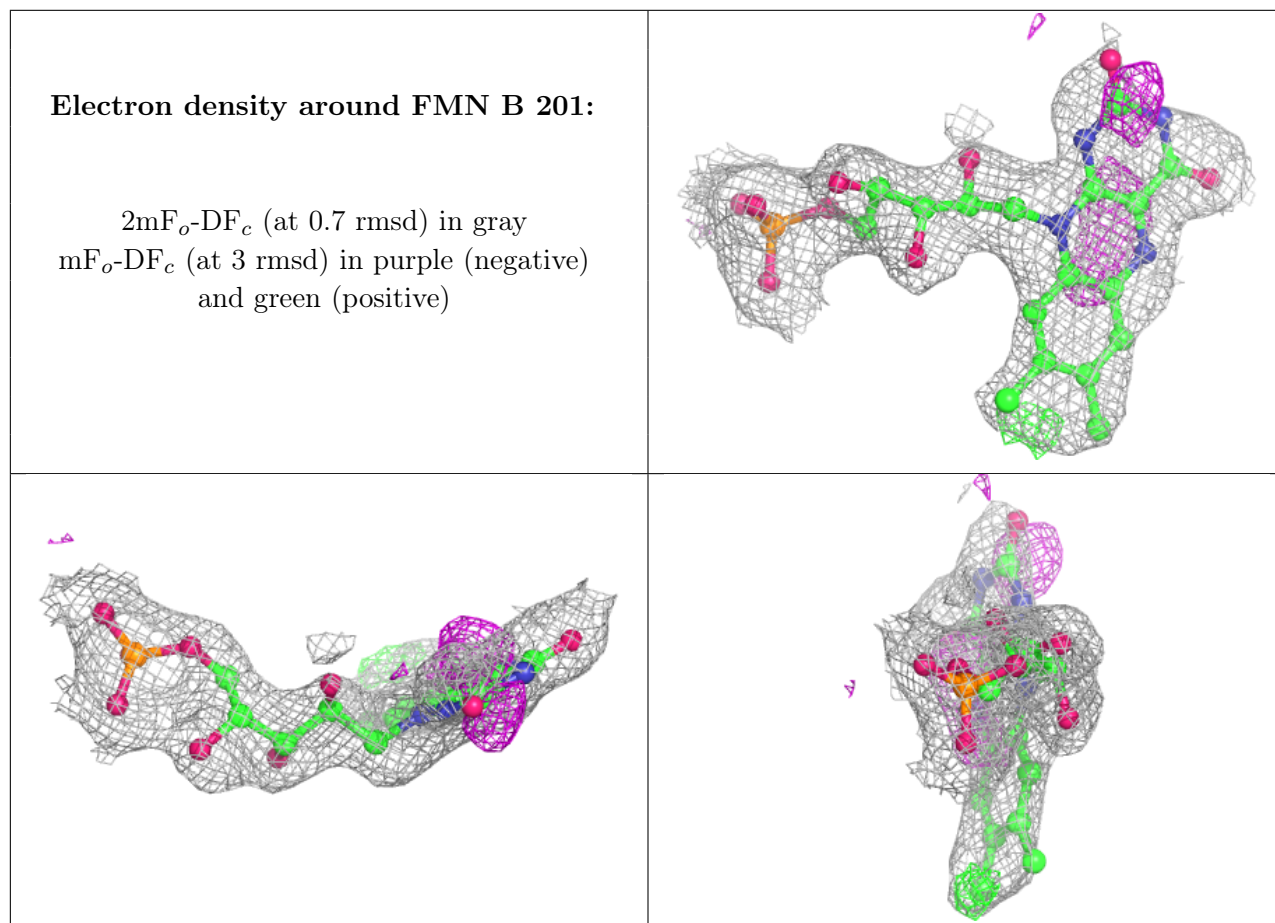 Electron density around FMN B 201:
2mFo-DFc (at 0.7 rmsd) in gray
mFo-DFc (at 3 rmsd) in purple (negative)
and green (positive)